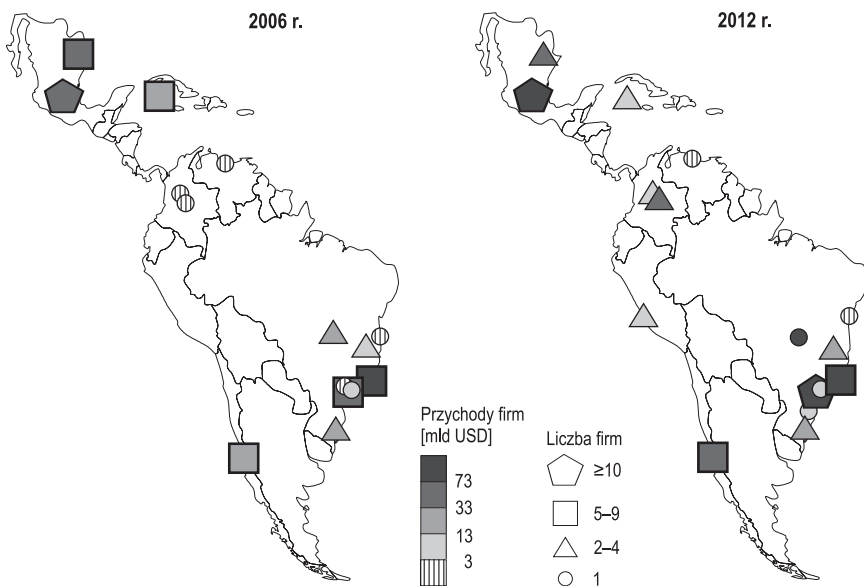 2006 r.
2012 r.
Przychody firm
[mld USD]
73
33
13
3
Liczba firm
≥10
5–9
2–4
1